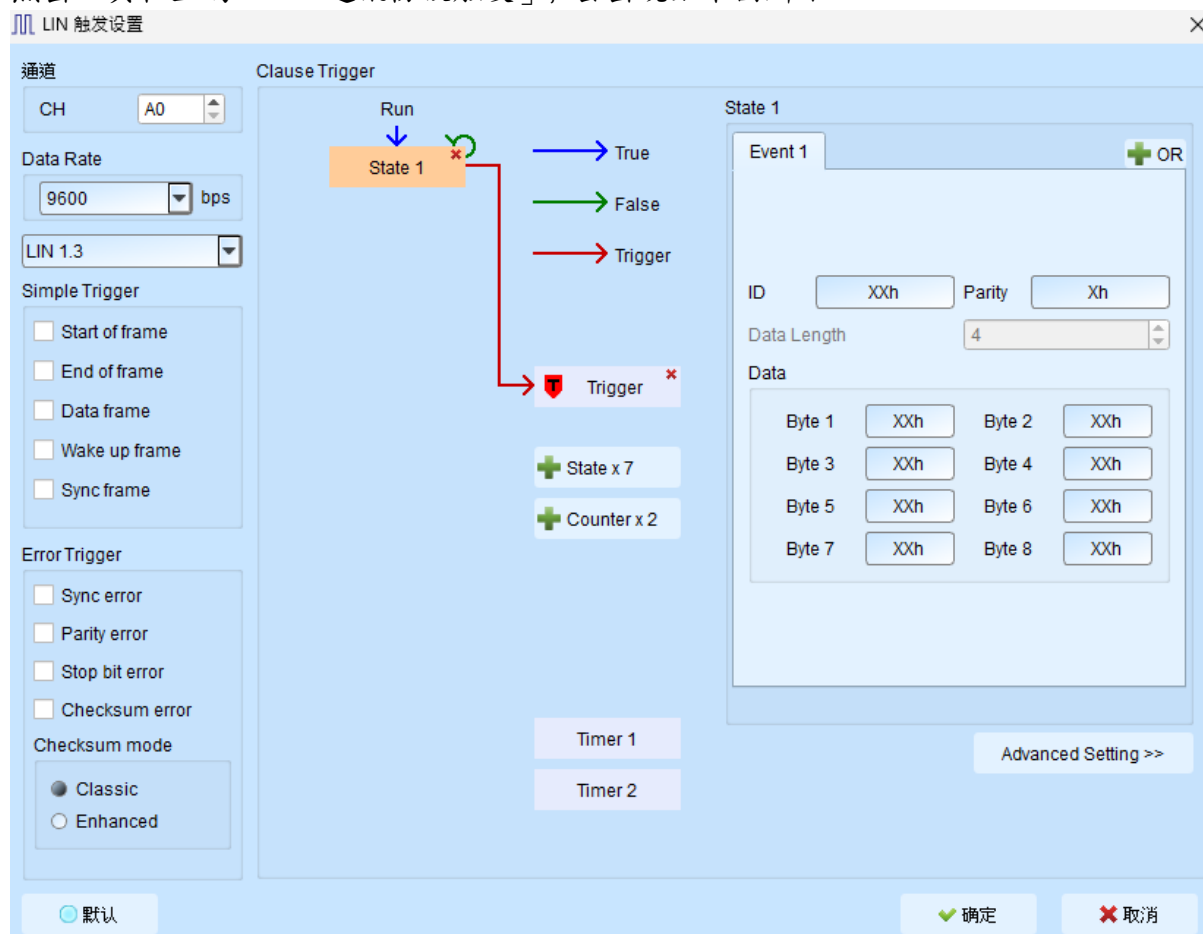 LIN 触发设置
通道
CH A0
Data Rate
9600 bps
LIN 1.3
Simple Trigger
Start of frame
End of frame
Data frame
Wake up frame
Sync frame
Error Trigger
Sync error
Parity error
Stop bit error
Checksum error
Checksum mode
Classic
Enhanced
默认
Clause Trigger
Run
State 1
True
False
Trigger
T Trigger
State x 7
Counter x 2
Timer 1
Timer 2
State 1
Event 1
OR
ID XXh Parity Xh
Data Length 4
Data
Byte 1 XXh Byte 2 XXh
Byte 3 XXh Byte 4 XXh
Byte 5 XXh Byte 6 XXh
Byte 7 XXh Byte 8 XXh
Advanced Setting >>
确定
取消